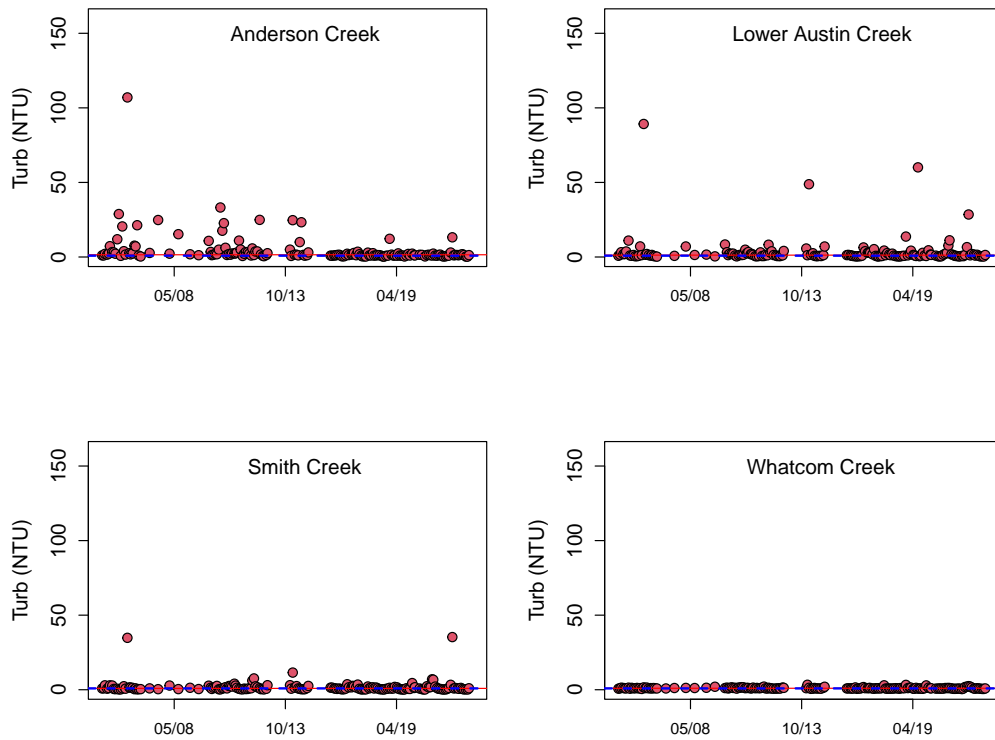 Anderson Creek
Turb (NTU)
150
100
50
0
05/08 10/13 04/19
Lower Austin Creek
Turb (NTU)
150
100
50
0
05/08 10/13 04/19
Smith Creek
Turb (NTU)
150
100
50
0
05/08 10/13 04/19
Whatcom Creek
Turb (NTU)
150
100
50
0
05/08 10/13 04/19